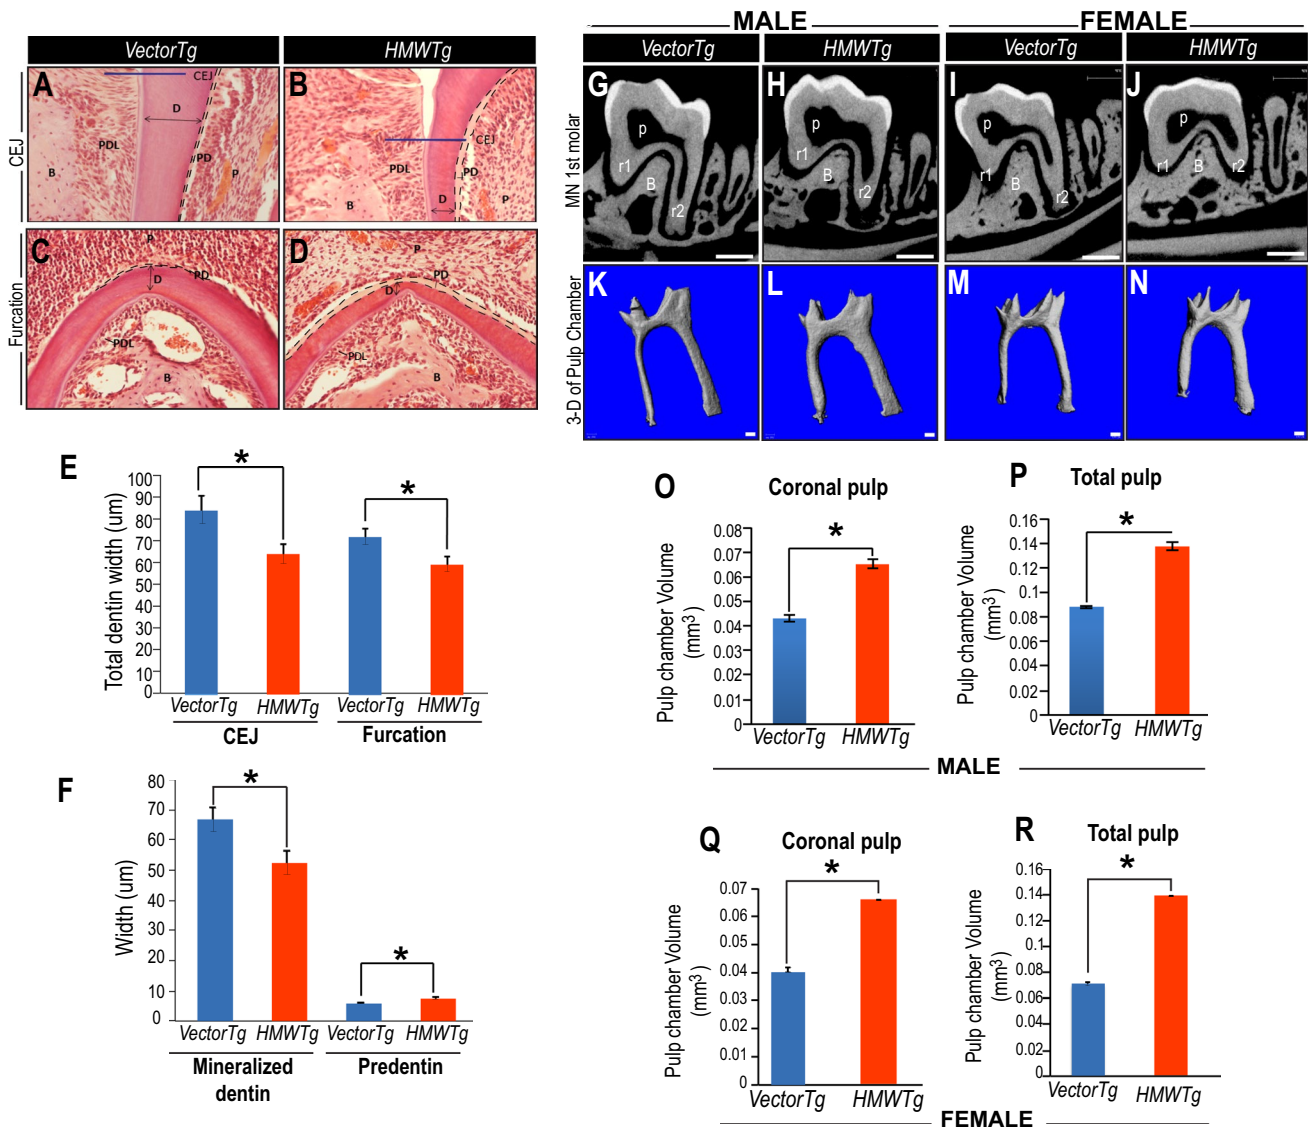 VectorTg
HMWTg
CEJ
A
CEJ
D
PDL
PD
B
P
B
CEJ
PDL
PD
B
D
P
Furcation
C
P
D
PD
PDL
B
D
P
PD
D
PDL
B
MALE
FEMALE
VectorTg
HMWTg
VectorTg
HMWTg
MN 1st molar
G
p
r1
B
r2
H
p
r1
B
r2
I
p
r1
B
r2
J
p
r1
B
r2
3-D of Pulp Chamber
K
L
M
N
E
Total dentin width (um)
100
90
80
70
60
50
40
30
20
10
0
*
*
VectorTg
HMWTg
VectorTg
HMWTg
CEJ
Furcation
F
Width (um)
80
70
60
50
40
30
20
10
0
*
*
VectorTg
HMWTg
VectorTg
HMWTg
Mineralized
dentin
Predentin
O
Coronal pulp
Pulp chamber Volume
(mm³)
0.08
0.07
0.06
0.05
0.04
0.03
0.02
0.01
0
*
VectorTg
HMWTg
P
Total pulp
Pulp chamber Volume
(mm³)
0.16
0.14
0.12
0.1
0.08
0.06
0.04
0.02
0
*
VectorTg
HMWTg
MALE
Q
Coronal pulp
Pulp chamber Volume
(mm³)
0.07
0.06
0.05
0.04
0.03
0.02
0.01
0
*
VectorTg
HMWTg
R
Total pulp
Pulp chamber Volume
(mm³)
0.16
0.14
0.12
0.1
0.08
0.06
0.04
0.02
0
*
VectorTg
HMWTg
FEMALE